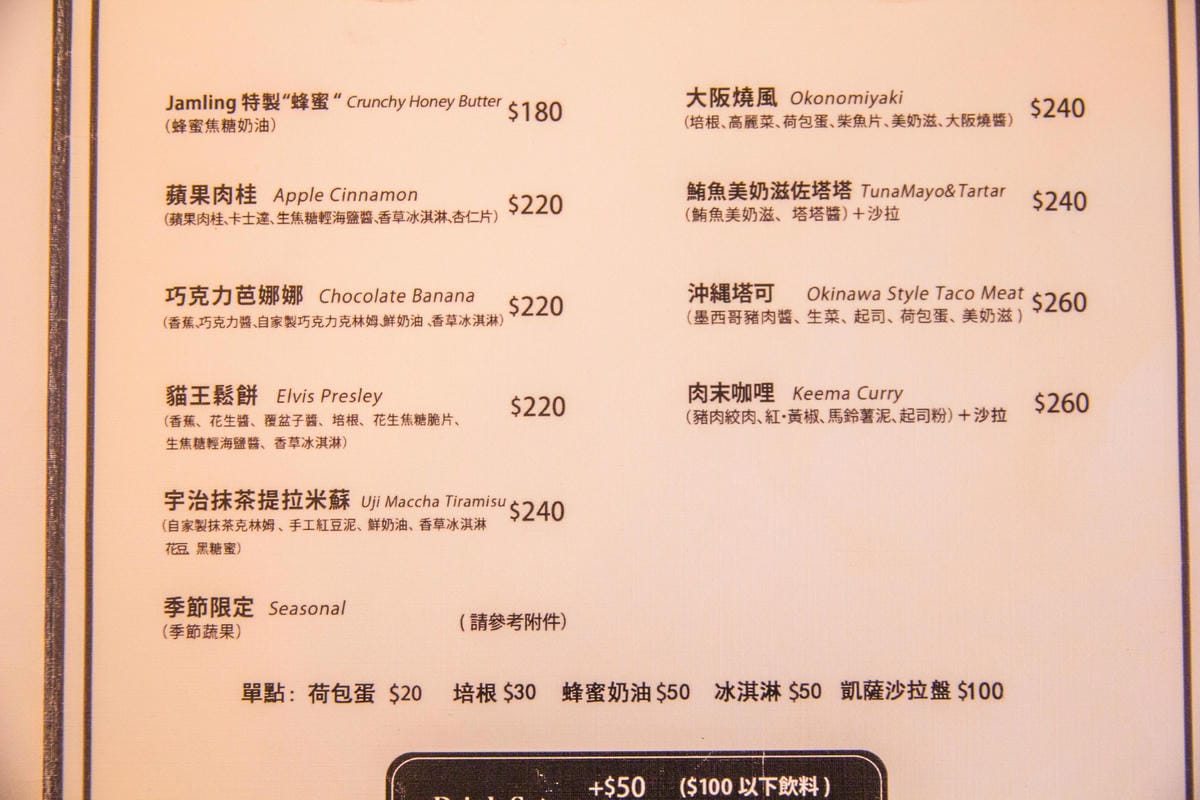 Jamling 特製“蜂蜜“ Crunchy Honey Butter $180
（蜂蜜焦糖奶油）
蘋果肉桂 Apple Cinnamon $220
（蘋果肉桂、卡士達、生焦糖輕海鹽醬、香草冰淇淋、杏仁片）
巧克力芭娜娜 Chocolate Banana $220
（香蕉、巧克力醬、自家製巧克力克林姆、鮮奶油、香草冰淇淋）
貓王鬆餅 Elvis Presley $220
（香蕉、花生醬、覆盆子醬、培根、花生焦糖脆片、
生焦糖輕海鹽醬、香草冰淇淋）
宇治抹茶提拉米蘇 Uji Maccha Tiramisu $240
（自家製抹茶克林姆、手工紅豆泥、鮮奶油、香草冰淇淋
花豆 黑糖蜜）
季節限定 Seasonal （請參考附件）
（季節蔬果）
大阪燒風 Okonomiyaki $240
（培根、高麗菜、荷包蛋、柴魚片、美奶滋、大阪燒醬）
鮪魚美奶滋佐塔塔 TunaMayo&Tartar $240
（鮪魚美奶滋、塔塔醬）＋沙拉
沖縄塔可 Okinawa Style Taco Meat $260
（墨西哥豬肉醬、生菜、起司、荷包蛋、美奶滋）
肉末咖哩 Keema Curry $260
（豬肉絞肉、紅·黃椒、馬鈴薯泥、起司粉）＋沙拉
單點：荷包蛋 $20 培根 $30 蜂蜜奶油 $50 冰淇淋 $50 凱薩沙拉盤 $100
+$50 ($100 以下飲料)